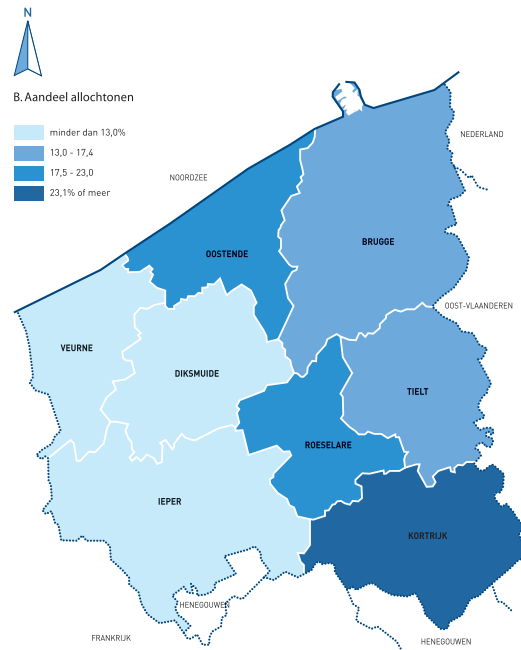 N
B. Aandeel allochtonen
minder dan 13,0%
13,0 - 17,4
17,5 - 23,0
23,1% of meer
NEDERLAND
NOORDZEE
BRUGGE
OOSTENDE
OOST-VLAANDEREN
VEURNE
DIKSMUIDE
TIELT
ROESELARE
IEPER
KORTRIJK
HENEGOUWEN
FRANKRIJK
HENEGOUWEN